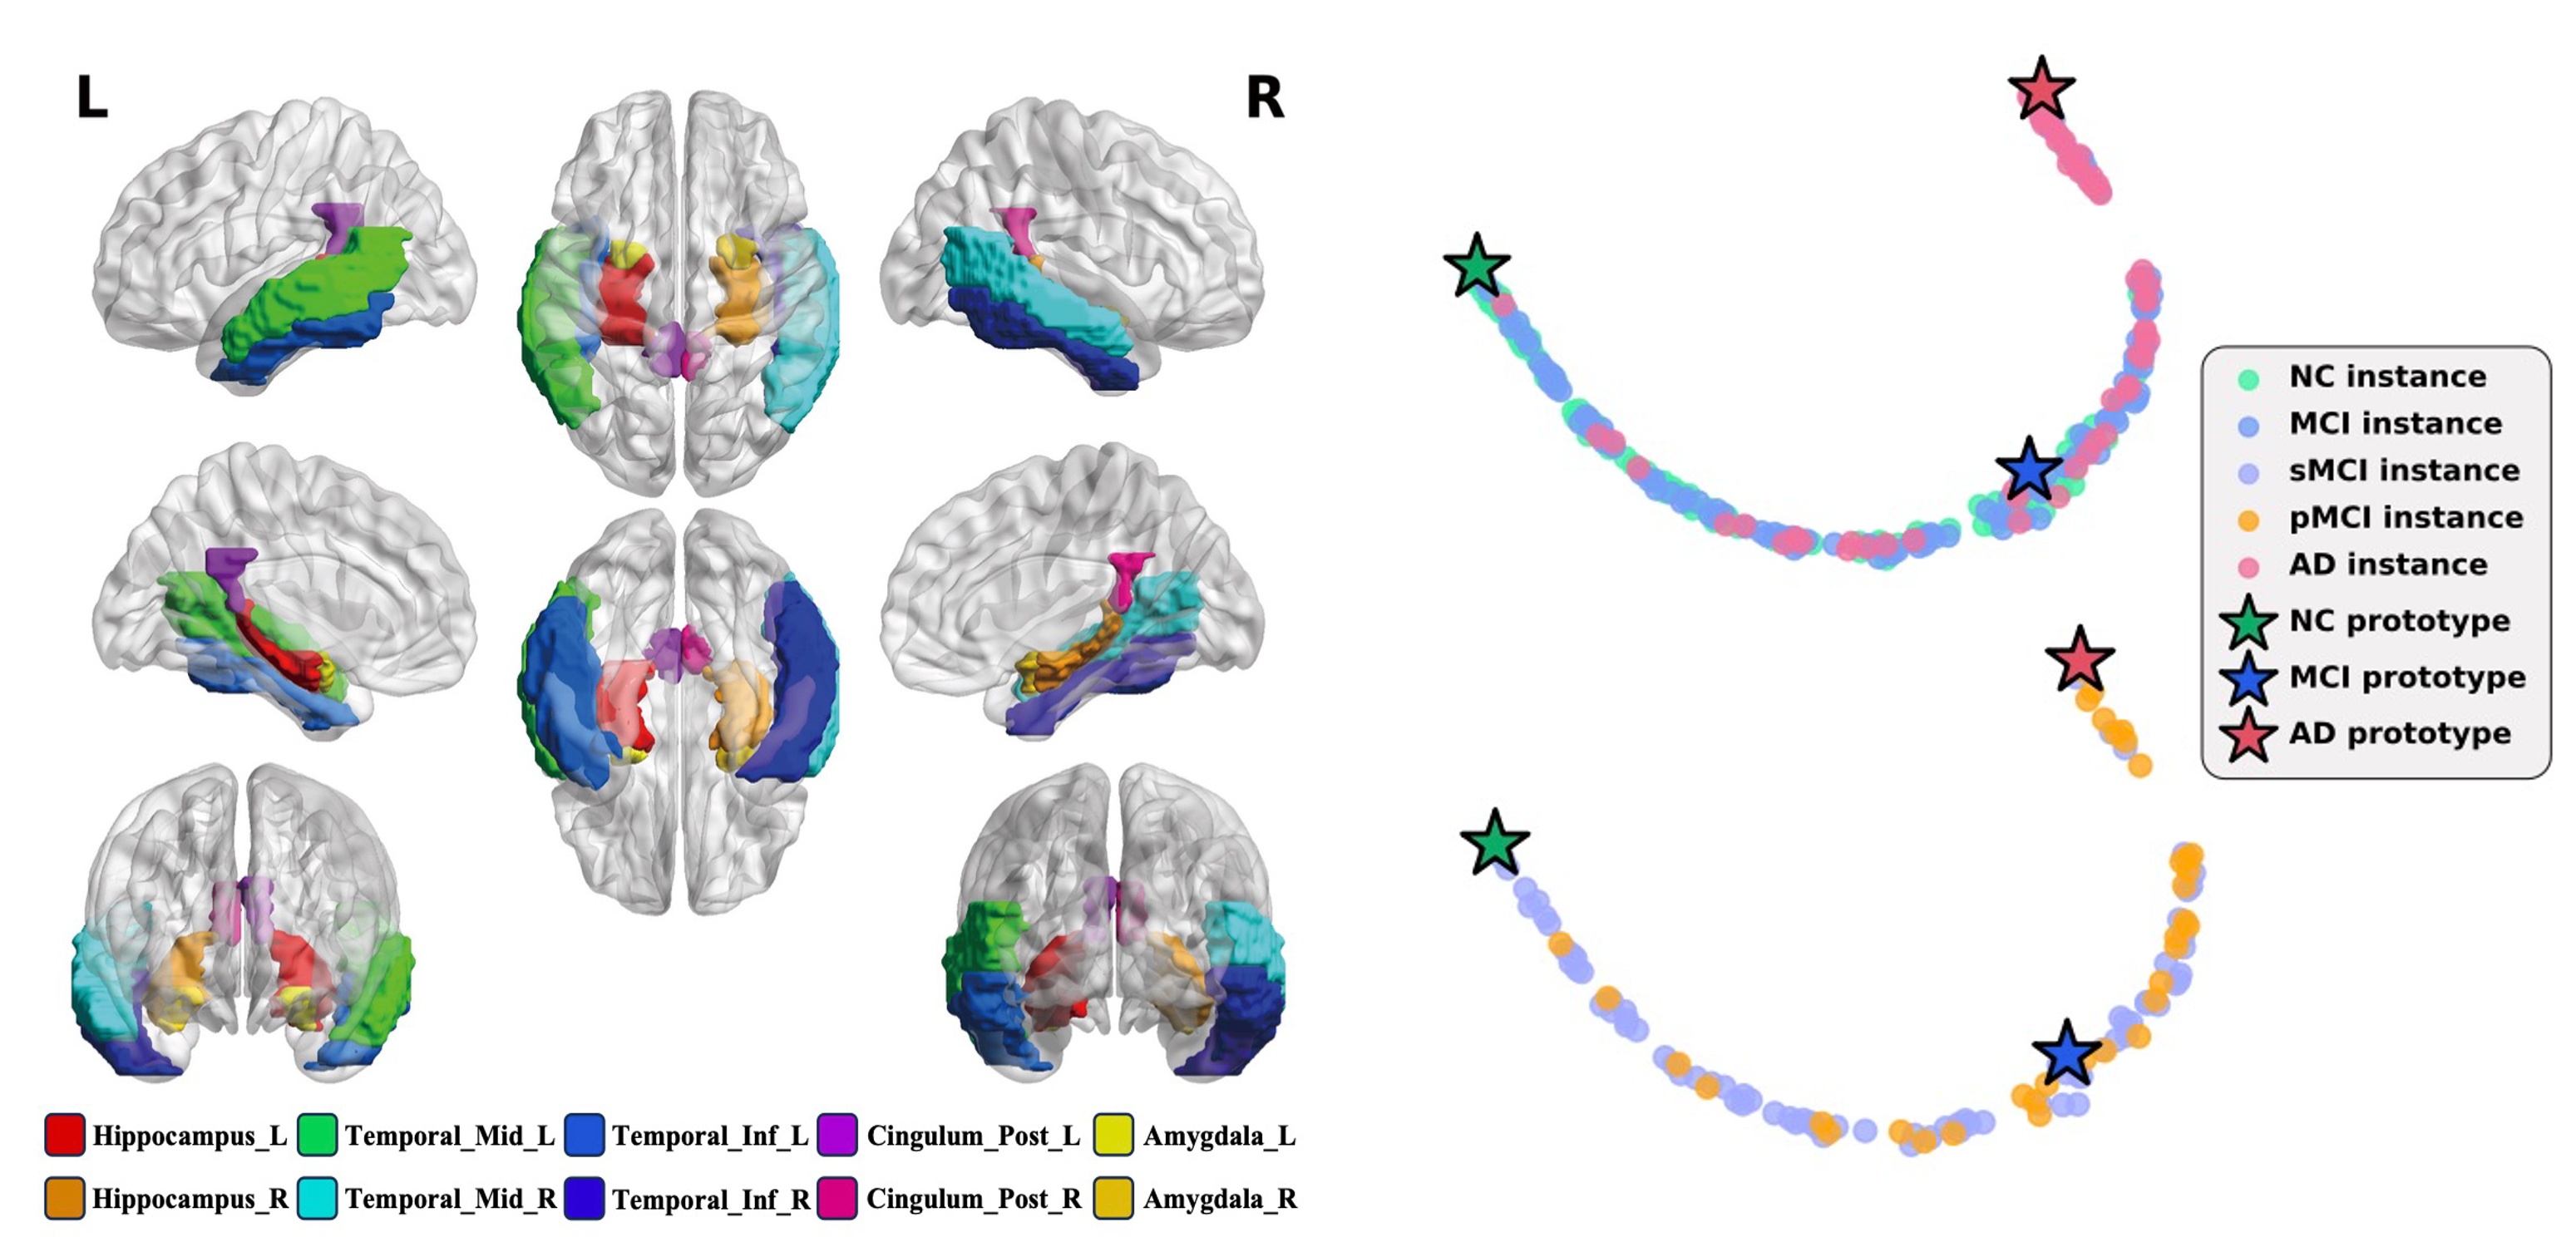 L
R
NC instance
MCI instance
sMCI instance
pMCI instance
AD instance
NC prototype
MCI prototype
AD prototype
Hippocampus_L Temporal_Mid_L Temporal_Inf_L Cingulum_Post_L Amygdala_L
Hippocampus_R Temporal_Mid_R Temporal_Inf_R Cingulum_Post_R Amygdala_R